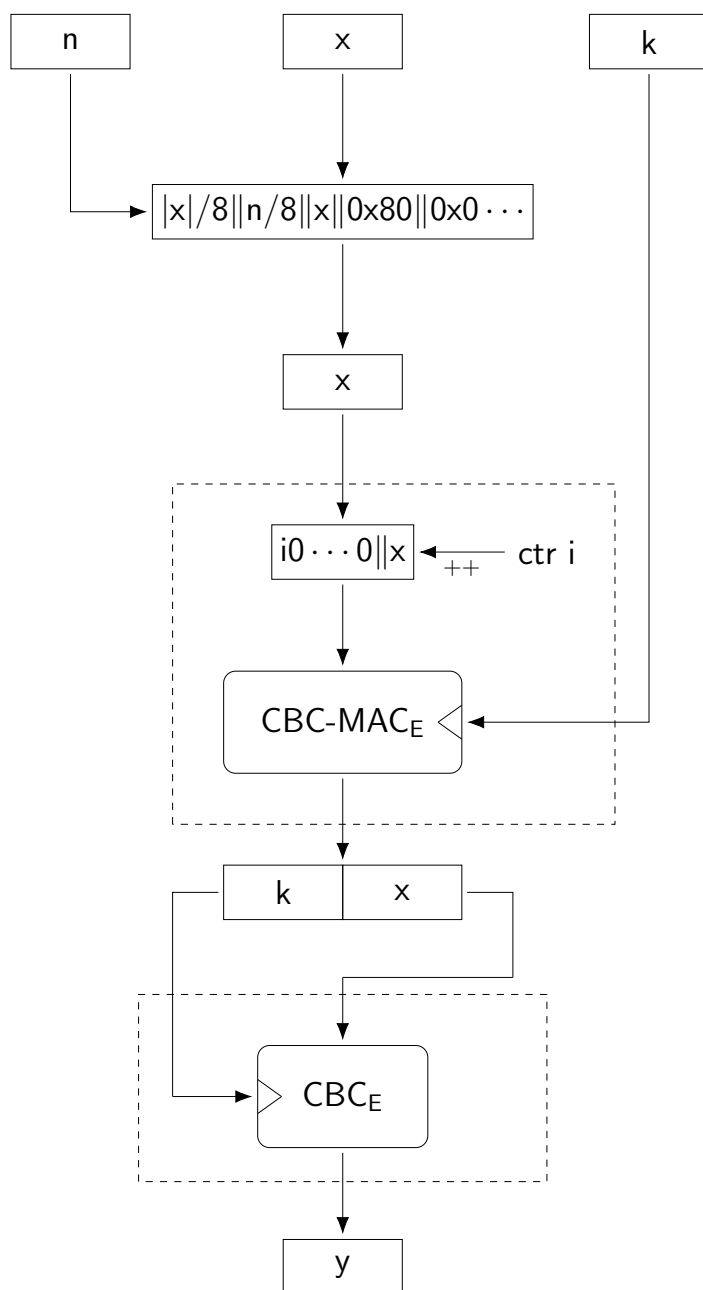 n x k
|x|/8||n/8||x||0x80||0x0 ⋯
x
i0 ⋯ 0||x ++ ctr i
CBC-MAC_E
k x
CBC_E
y